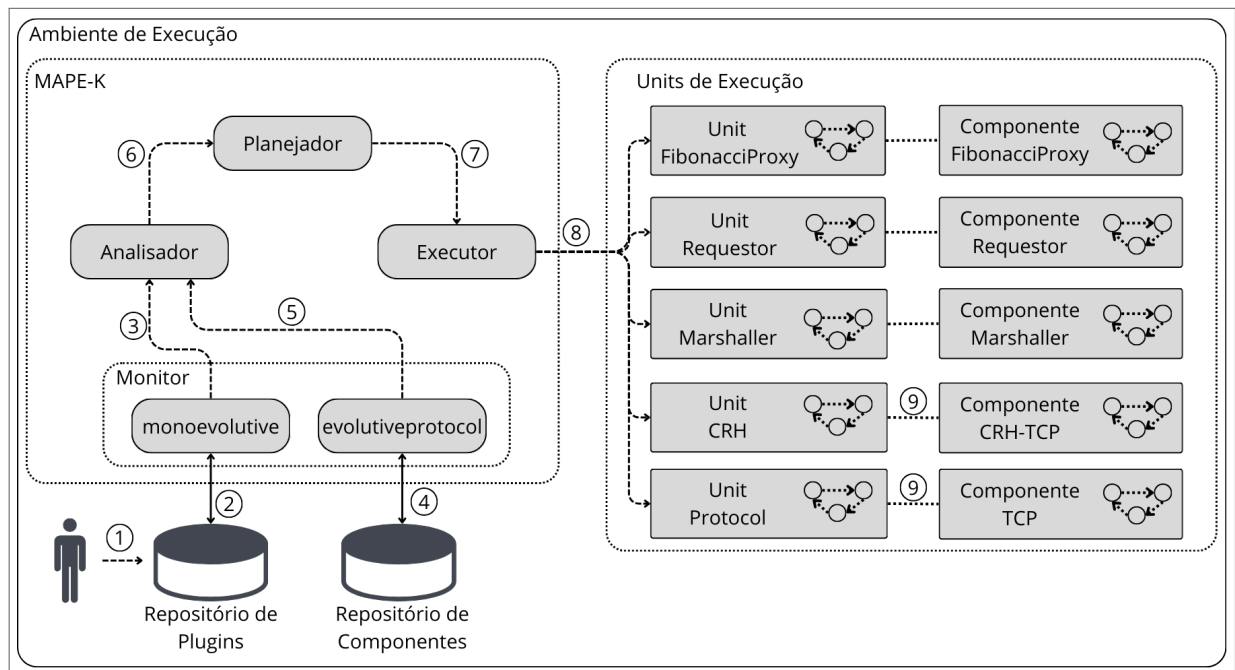 Ambiente de Execução
MAPE-K
Planejador
6
7
Analisador
Executor
8
3
5
Monitor
monoevolutive
evolutiveprotocol
2
4
1
Repositório de
Plugins
Repositório de
Componentes
Units de Execução
Unit
FibonacciProxy
Componente
FibonacciProxy
Unit
Requestor
Componente
Requestor
Unit
Marshaller
Componente
Marshaller
Unit
CRH
9
Componente
CRH-TCP
Unit
Protocol
9
Componente
TCP